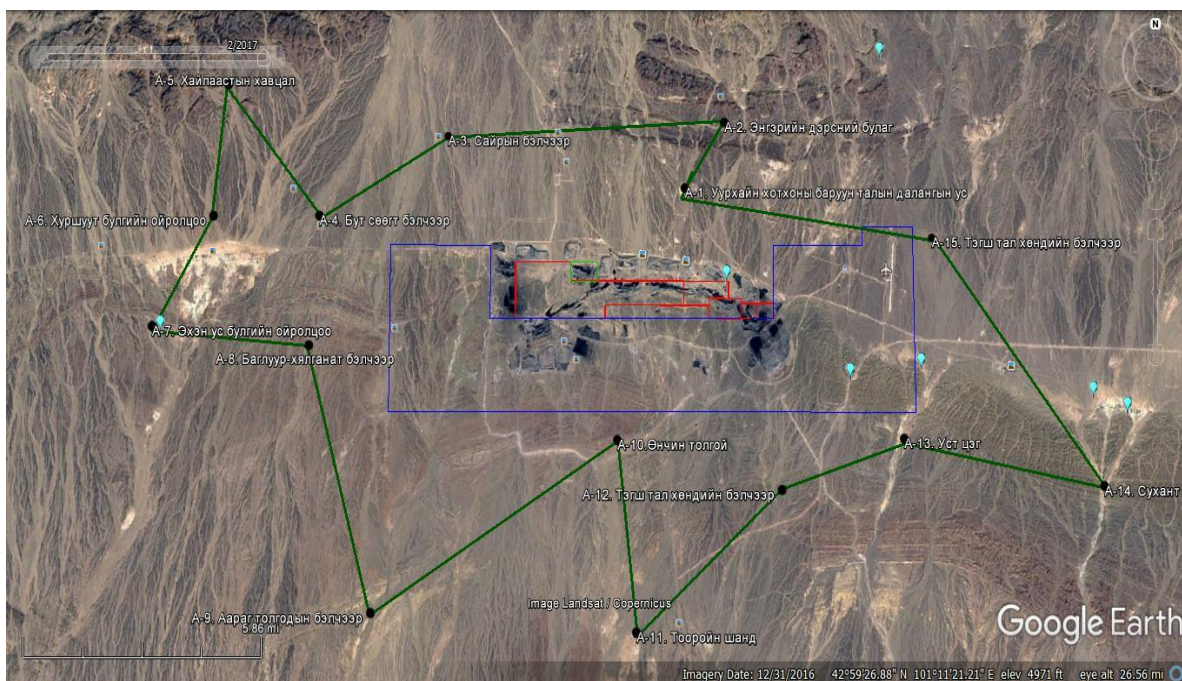 N
2/2017
А-5. Хайлаастын хавцал
А-2. Энгэрийн дэрсний булаг
А-3. Сайрын бэлчээр
А-1. Уурхайн хотхоны баруун талын далангын ус
А-6. Хуршуут булгийн ойролцоо
А-4. Бут сөөгт бэлчээр
А-15. Тэгш тал хөндийн бэлчээр
А-7. Эхэн ус булгийн ойролцоо
А-8. Баглуур-хялганат бэлчээр
А-10.Өнчин толгой
А-13. Уст цэг
А-12. Тэгш тал хөндийн бэлчээр
А-14. Сухант
Image Landsat / Copernicus
А-9. Аараг толгодын бэлчээр
5.86 mi
А-11. Тооройн шанд
Google Earth
Imagery Date: 12/31/2016 42°59'26.88" N 101°11'21.21" E elev 4971 ft eye alt 26.56 mi